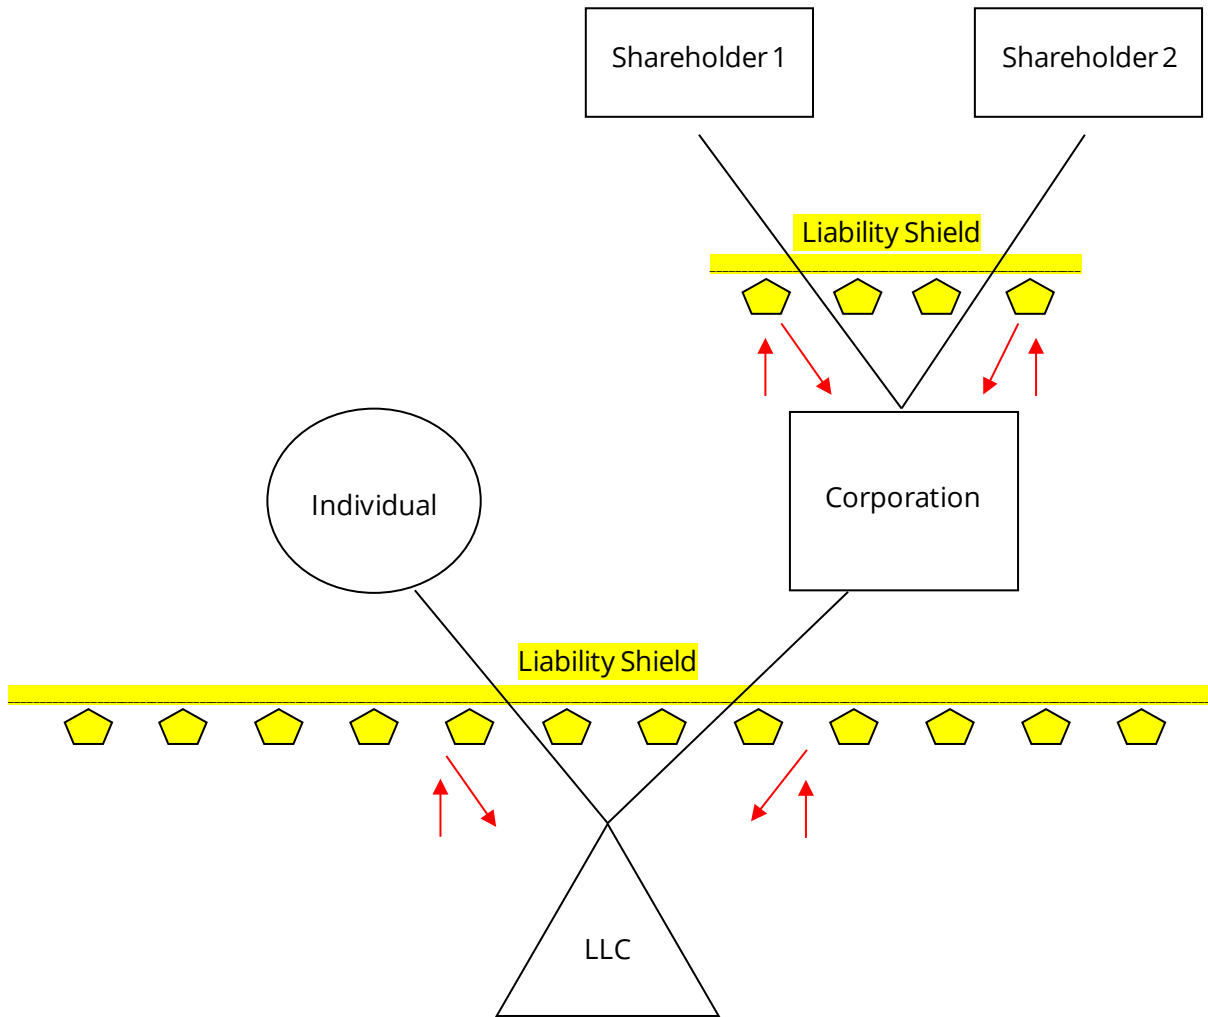 Shareholder 1
Shareholder 2
Liability Shield
Individual
Corporation
Liability Shield
LLC